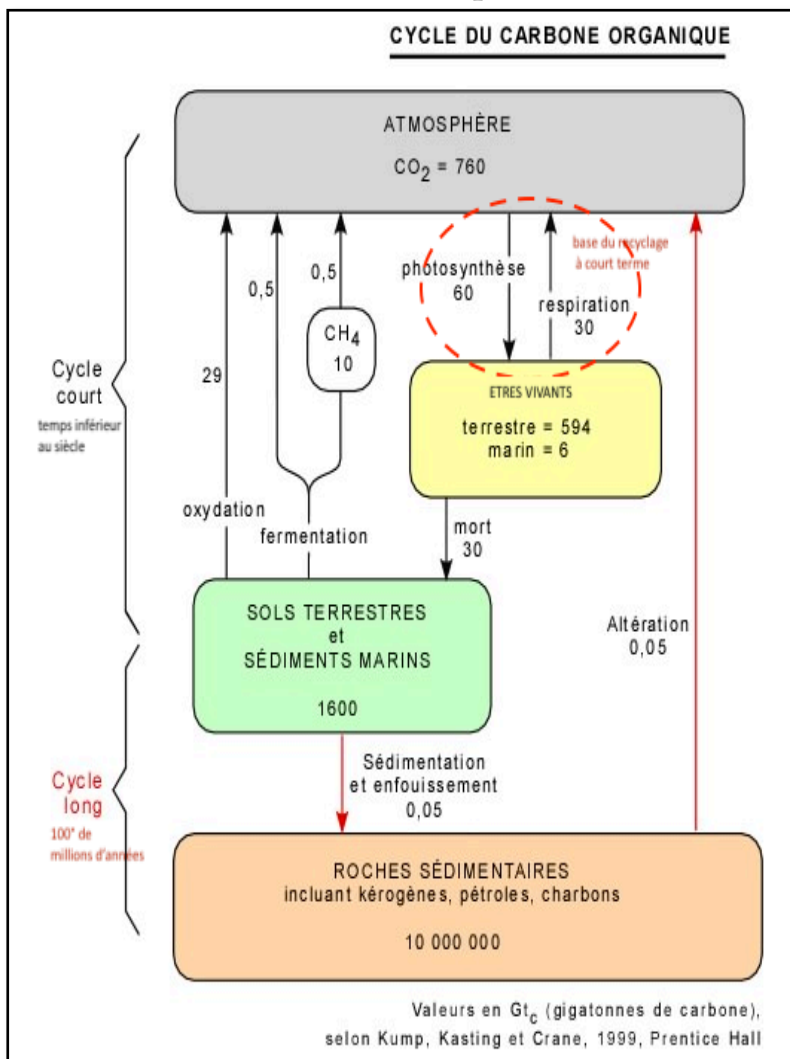 CYCLE DU CARBONE ORGANIQUE
ATMOSPHÈRE
CO₂ = 760
0,5
0,5
photosynthèse
60
base du recyclage
à court terme
respiration
30
CH₄
10
29
Cycle
court
temps inférieur
au siècle
ETRES VIVANTS
terrestre = 594
marin = 6
oxydation
fermentation
mort
30
SOLS TERRESTRES
et
SÉDIMENTS MARINS
1600
Altération
0,05
Cycle
long
100° de
millions d'années
Sédimentation
et enfouissement
0,05
ROCHES SÉDIMENTAIRES
incluant kérogènes, pétroles, charbons
10 000 000
Valeurs en Gt꜀ (gigatonnes de carbone),
selon Kump, Kasting et Crane, 1999, Prentice Hall